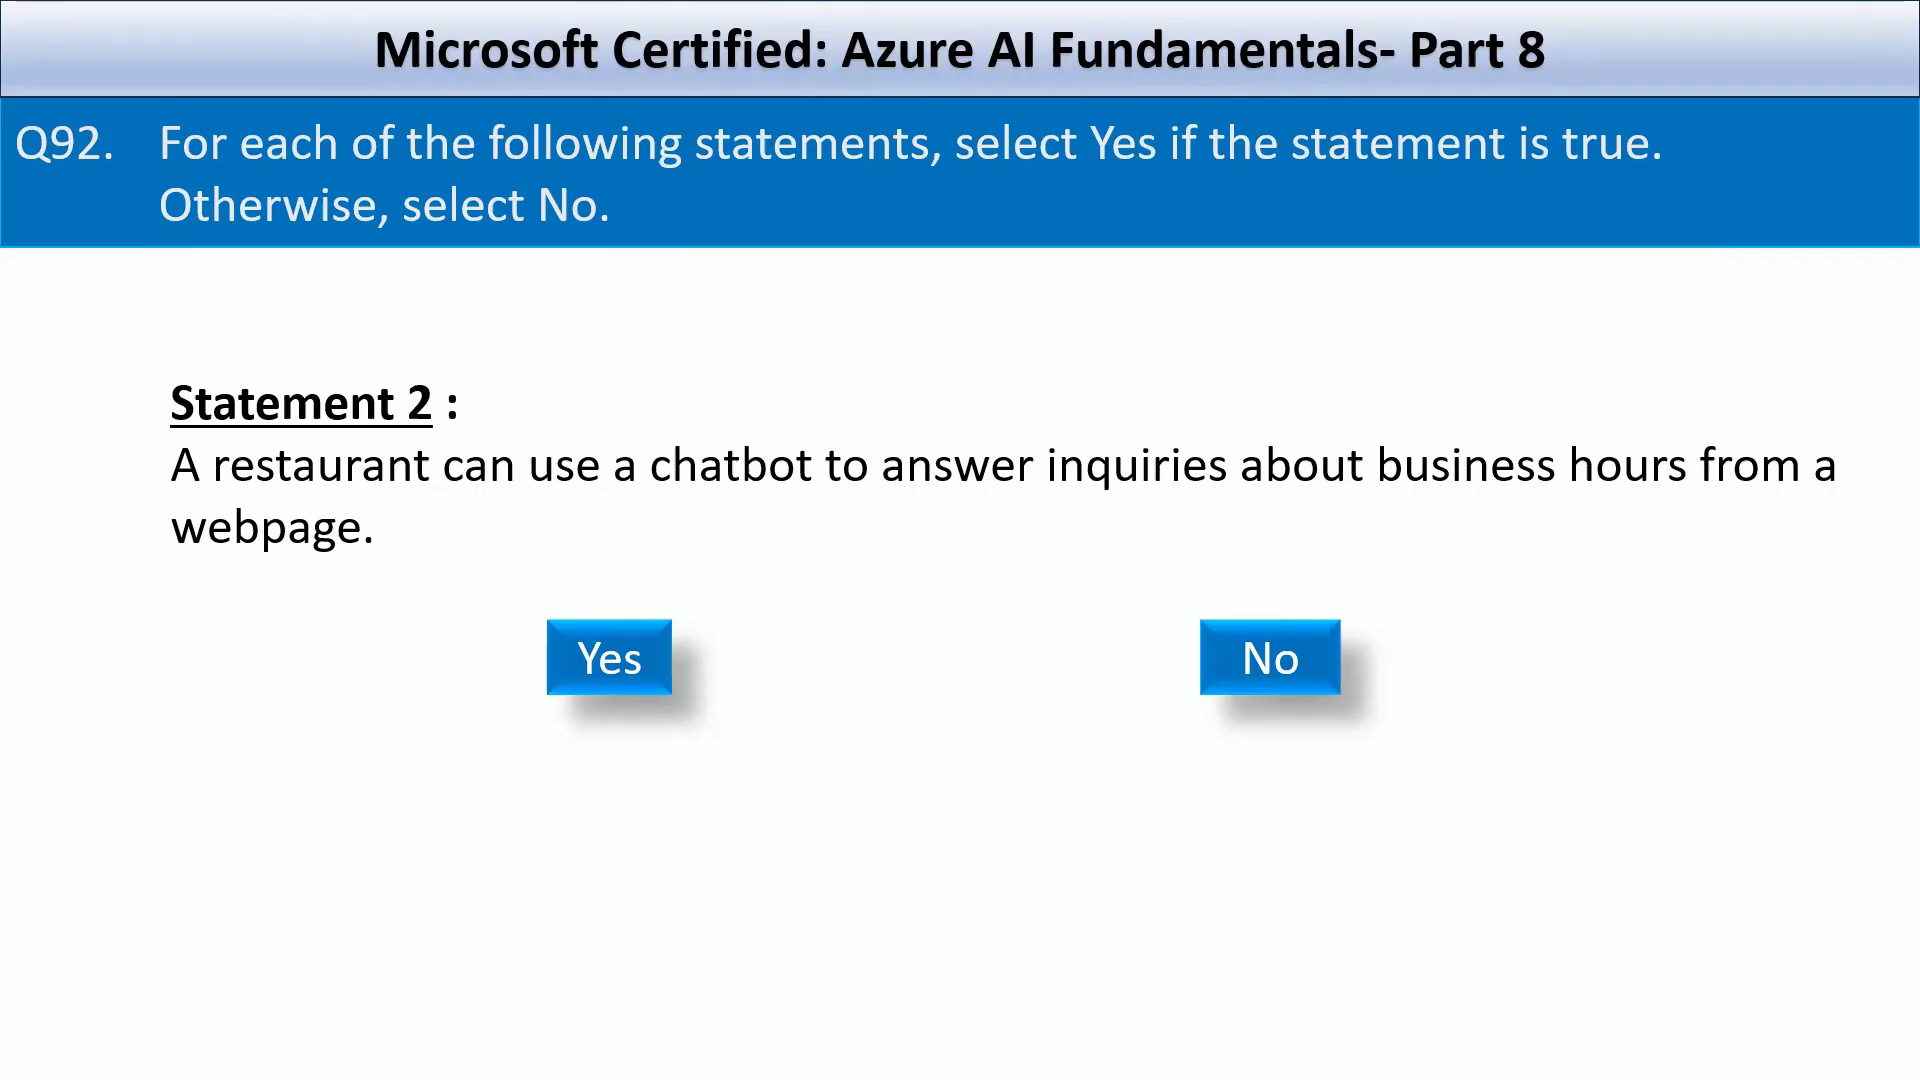 Microsoft Certified: Azure AI Fundamentals- Part 8
Q92. For each of the following statements, select Yes if the statement is true.
Otherwise, select No.
Statement 2 :
A restaurant can use a chatbot to answer inquiries about business hours from a
webpage.
Yes No